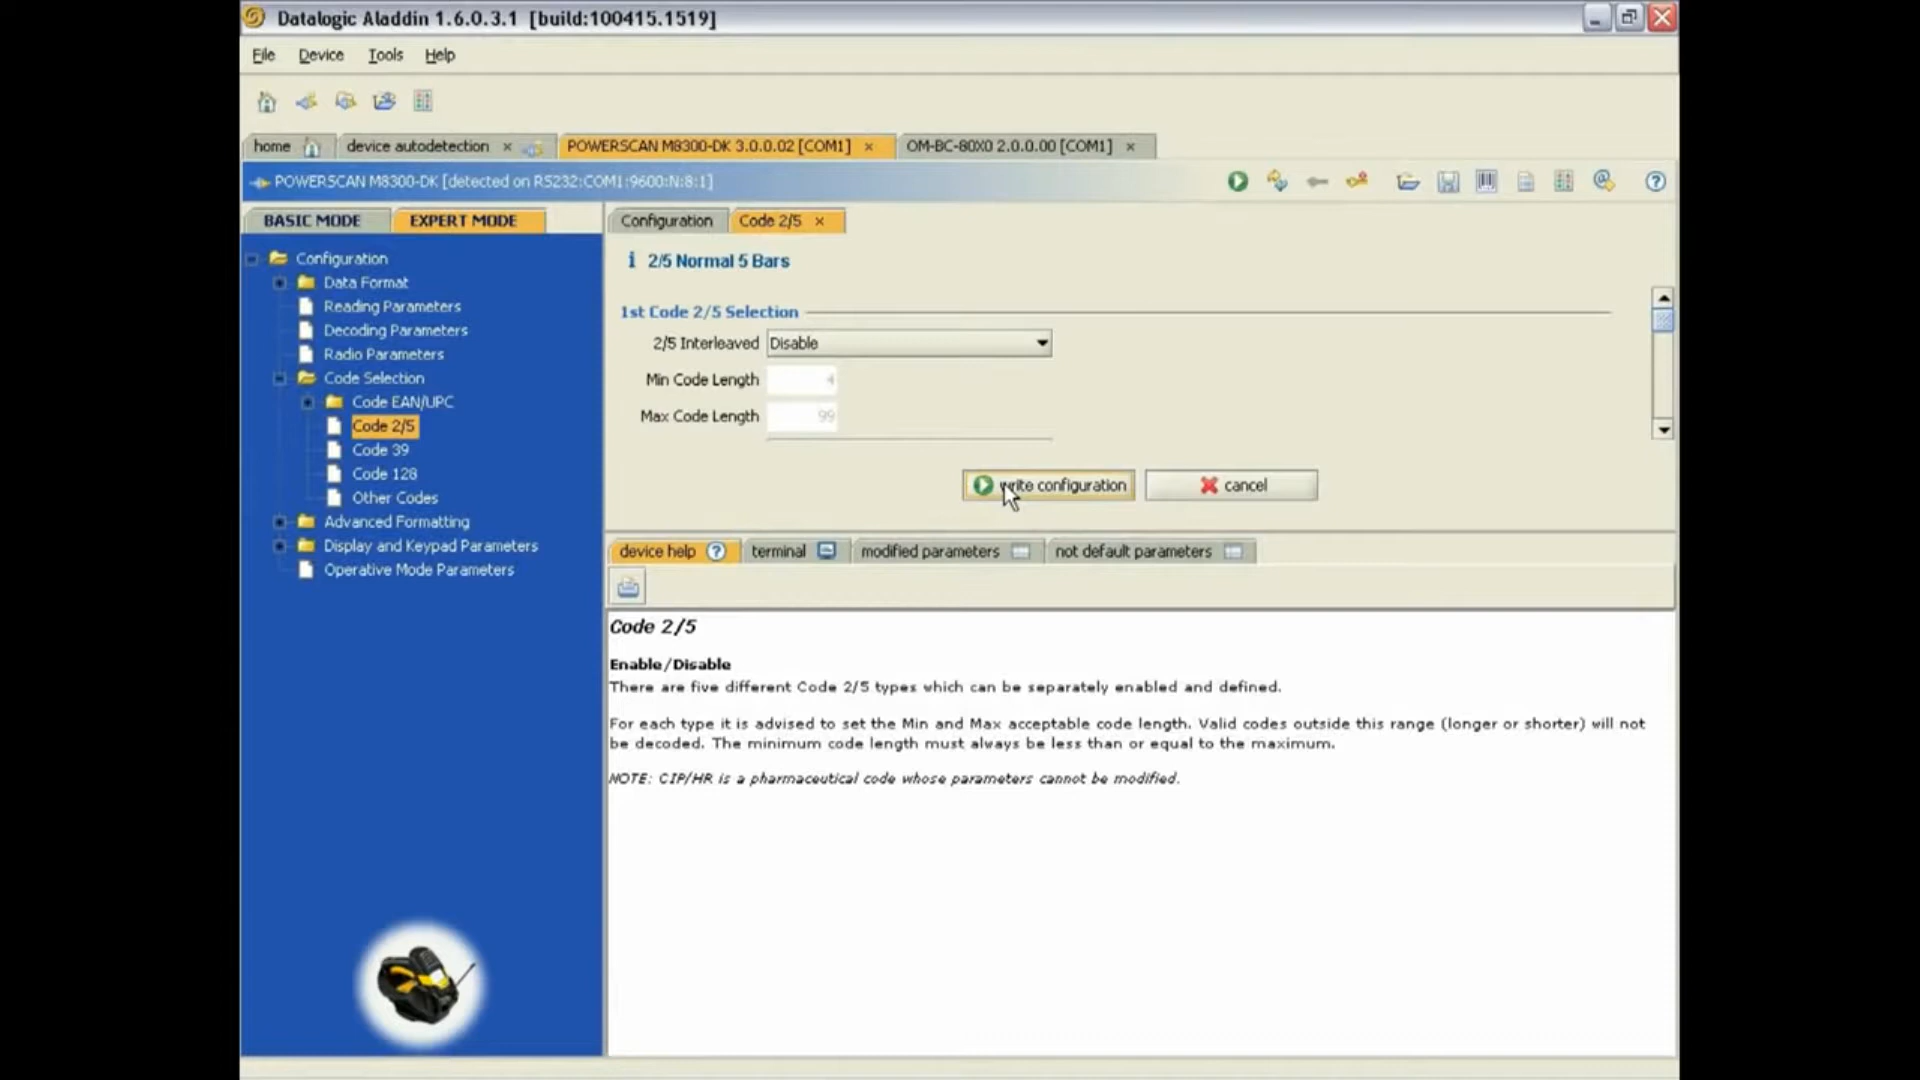 Datalogic Aladdin 1.6.0.3.1 [build:100415.1519]
File Device Tools Help
home device autodetection POWERSCAN M8300-DK 3.0.0.02 [COM1] OM-BC-80X0 2.0.0.00 [COM1]
POWERSCAN M8300-DK [detected on RS232:COM1:9600:N:8:1]
BASIC MODE EXPERT MODE
Configuration
Data Format
Reading Parameters
Decoding Parameters
Radio Parameters
Code Selection
Code EAN/UPC
Code 2/5
Code 39
Code 128
Other Codes
Advanced Formatting
Display and Keypad Parameters
Operative Mode Parameters
Configuration Code 2/5
i 2/5 Normal 5 Bars
1st Code 2/5 Selection
2/5 Interleaved Disable
Min Code Length 4
Max Code Length 99
write configuration cancel
device help ? terminal modified parameters not default parameters
Code 2/5
Enable/Disable
There are five different Code 2/5 types which can be separately enabled and defined.
For each type it is advised to set the Min and Max acceptable code length. Valid codes outside this range (longer or shorter) will not
be decoded. The minimum code length must always be less than or equal to the maximum.
NOTE: CIP/HR is a pharmaceutical code whose parameters cannot be modified.